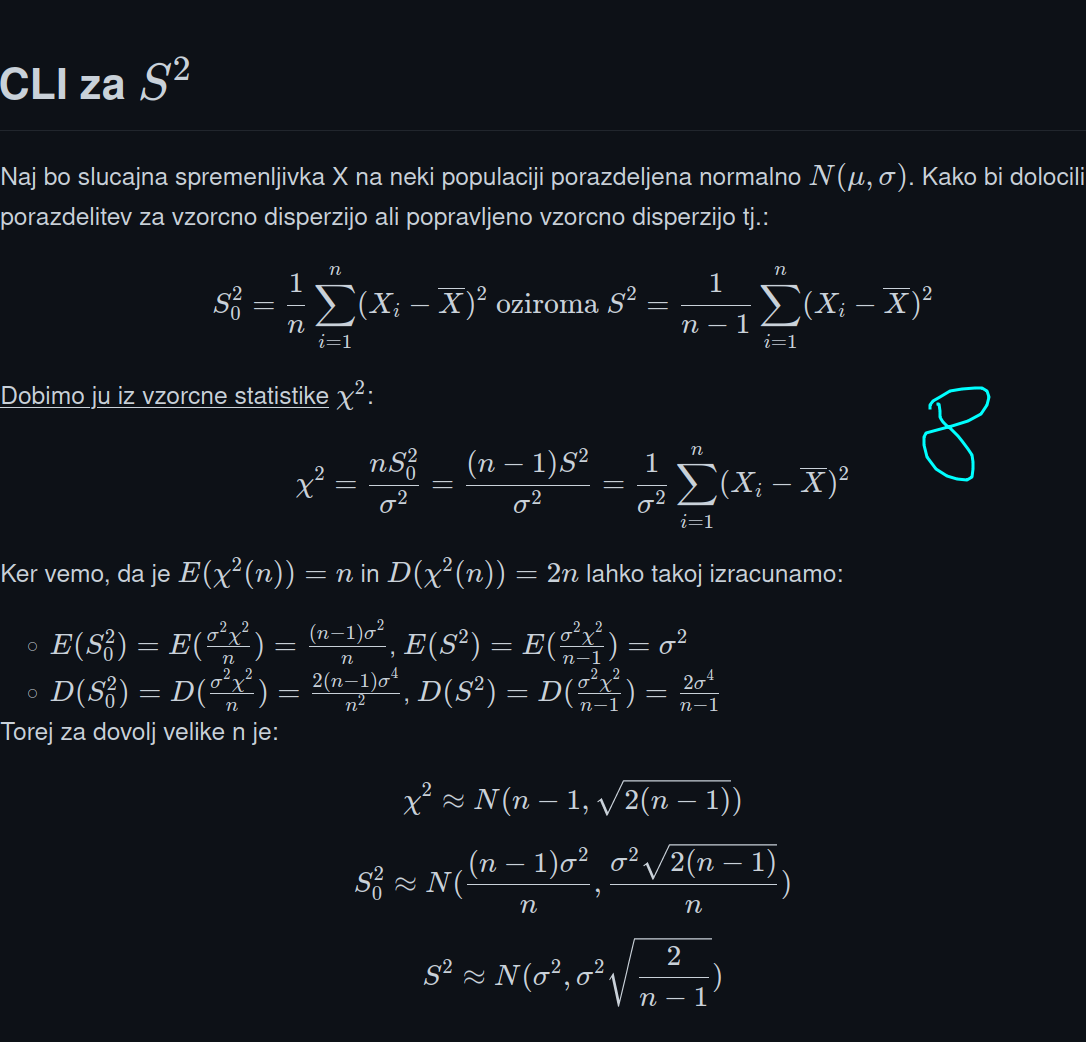 CLI za $S^2$
Naj bo slucajna spremenljivka X na neki populaciji porazdeljena normalno $N(\mu, \sigma)$. Kako bi dolocili
porazdelitev za vzorcno disperzijo ali popravljeno vzorcno disperzijo tj.:
$S_0^2 = \frac{1}{n} \sum_{i=1}^{n} (X_i - \overline{X})^2$ oziroma $S^2 = \frac{1}{n-1} \sum_{i=1}^{n} (X_i - \overline{X})^2$
Dobimo ju iz vzorcne statistike $\chi^2$:
8
$\chi^2 = \frac{nS_0^2}{\sigma^2} = \frac{(n-1)S^2}{\sigma^2} = \frac{1}{\sigma^2} \sum_{i=1}^{n} (X_i - \overline{X})^2$
Ker vemo, da je $E(\chi^2(n)) = n$ in $D(\chi^2(n)) = 2n$ lahko takoj izracunamo:
◦ $E(S_0^2) = E(\frac{\sigma^2\chi^2}{n}) = \frac{(n-1)\sigma^2}{n}$, $E(S^2) = E(\frac{\sigma^2\chi^2}{n-1}) = \sigma^2$
◦ $D(S_0^2) = D(\frac{\sigma^2\chi^2}{n}) = \frac{2(n-1)\sigma^4}{n^2}$, $D(S^2) = D(\frac{\sigma^2\chi^2}{n-1}) = \frac{2\sigma^4}{n-1}$
Torej za dovolj velike n je:
$\chi^2 \approx N(n-1, \sqrt{2(n-1)})$
$S_0^2 \approx N(\frac{(n-1)\sigma^2}{n}, \frac{\sigma^2\sqrt{2(n-1)}}{n})$
$S^2 \approx N(\sigma^2, \sigma^2\sqrt{\frac{2}{n-1}})$